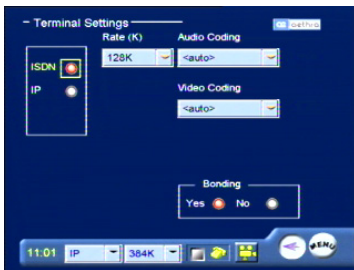 Terminal Settings
Rate (K) Audio Coding
ISDN 128K <auto>
IP Video Coding
<auto>
Bonding
Yes No
11:01 IP 384K MENU